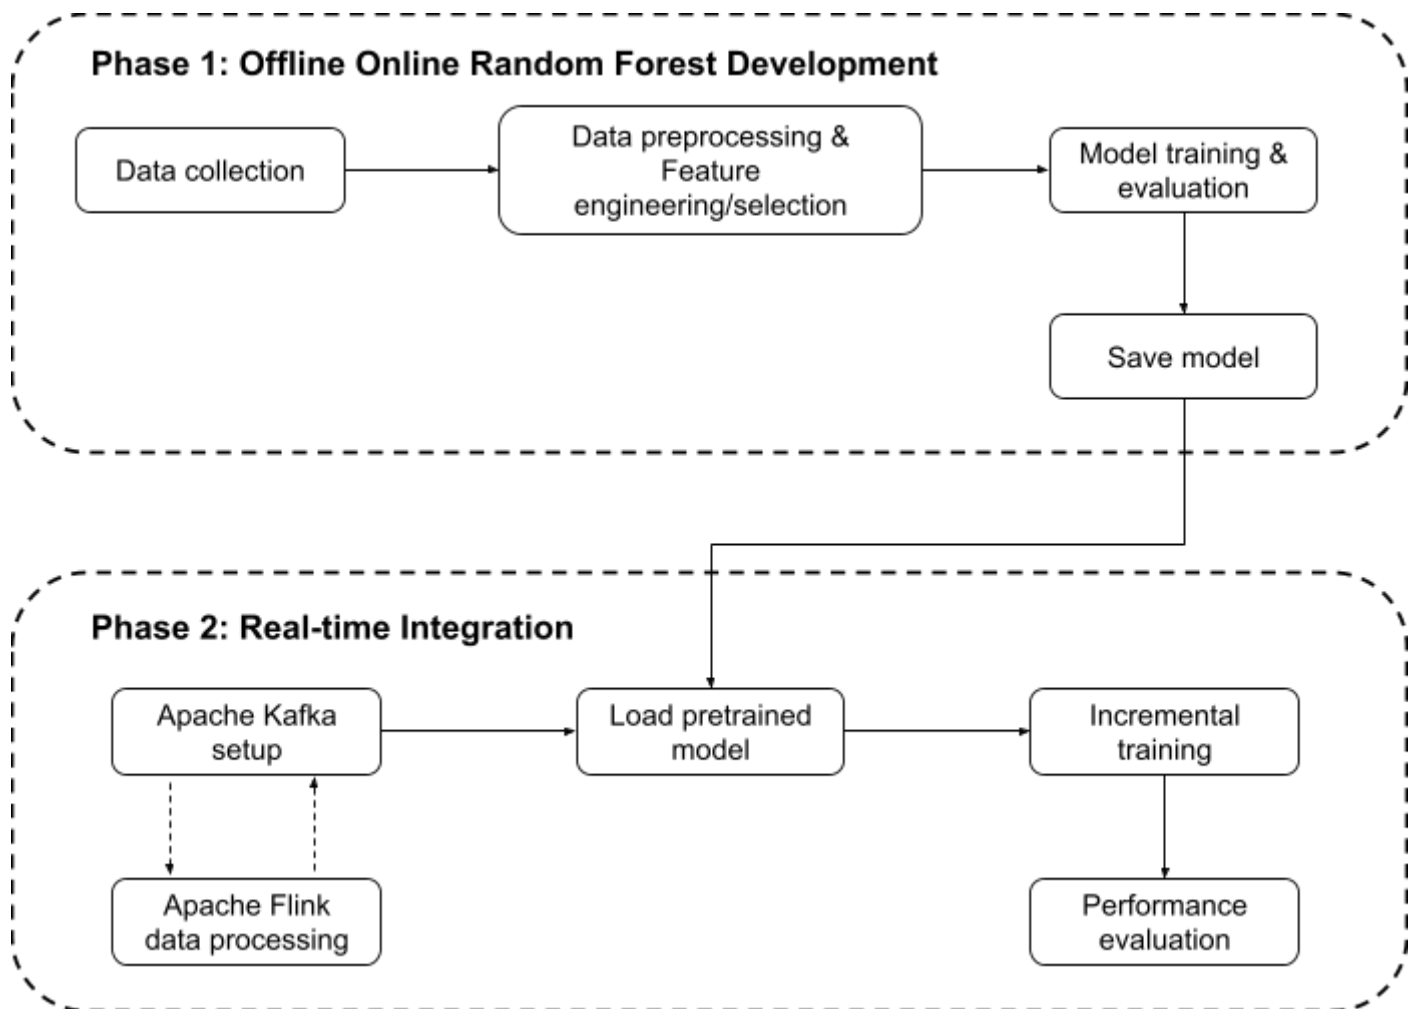 Phase 1: Offline Online Random Forest Development
Data collection
Data preprocessing &
Feature
engineering/selection
Model training &
evaluation
Save model
Phase 2: Real-time Integration
Apache Kafka
setup
Load pretrained
model
Incremental
training
Apache Flink
data processing
Performance
evaluation